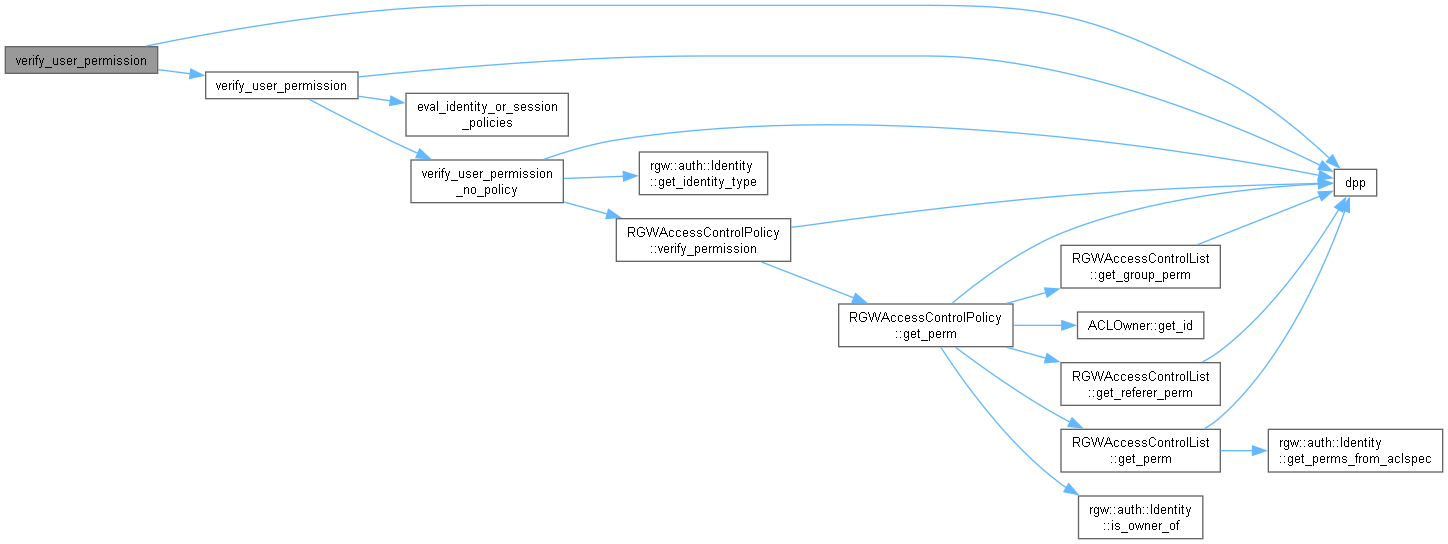 verify_user_permission
verify_user_permission
eval_identity_or_session
_policies
verify_user_permission
_no_policy
rgw::auth::Identity
::get_identity_type
RGWAccessControlPolicy
::verify_permission
dpp
RGWAccessControlList
::get_group_perm
RGWAccessControlPolicy
::get_perm
ACLOwner::get_id
RGWAccessControlList
::get_referer_perm
RGWAccessControlList
::get_perm
rgw::auth::Identity
::get_perms_from_aclspec
rgw::auth::Identity
::is_owner_of